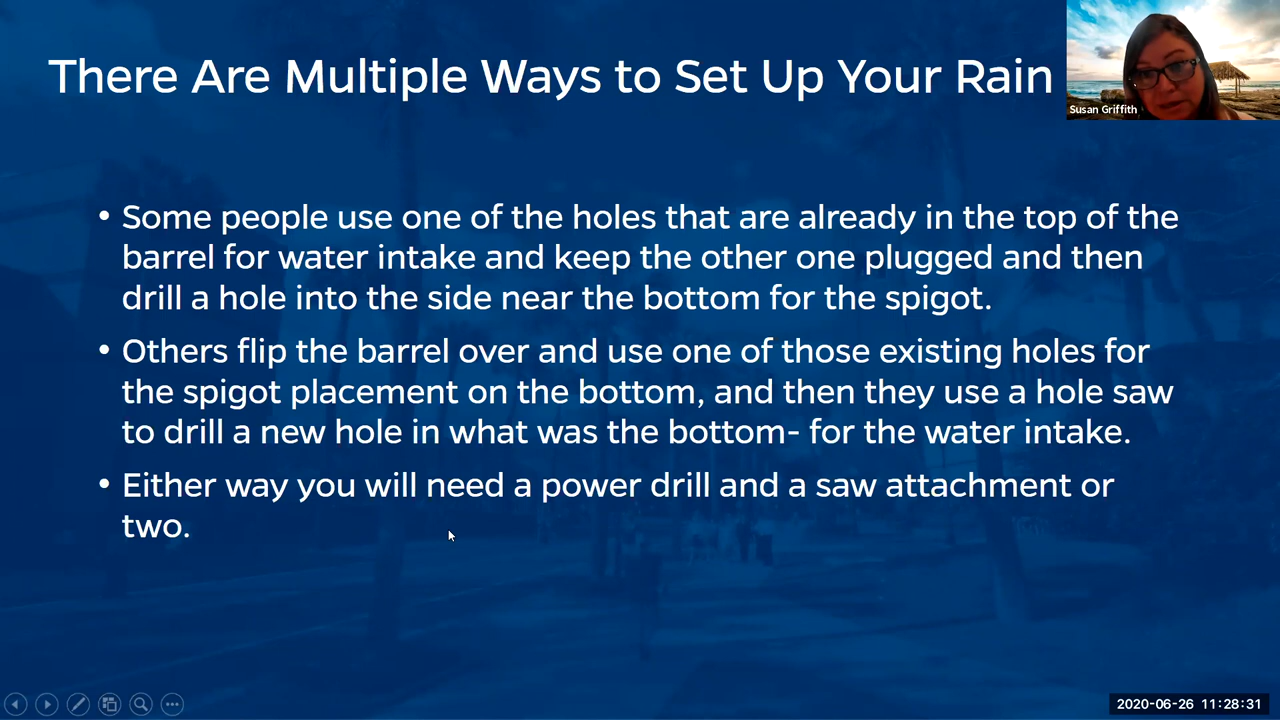 There Are Multiple Ways to Set Up Your Rain
Susan Griffith
• Some people use one of the holes that are already in the top of the
barrel for water intake and keep the other one plugged and then
drill a hole into the side near the bottom for the spigot.
• Others flip the barrel over and use one of those existing holes for
the spigot placement on the bottom, and then they use a hole saw
to drill a new hole in what was the bottom- for the water intake.
• Either way you will need a power drill and a saw attachment or
two.
2020-06-26 11:28:31